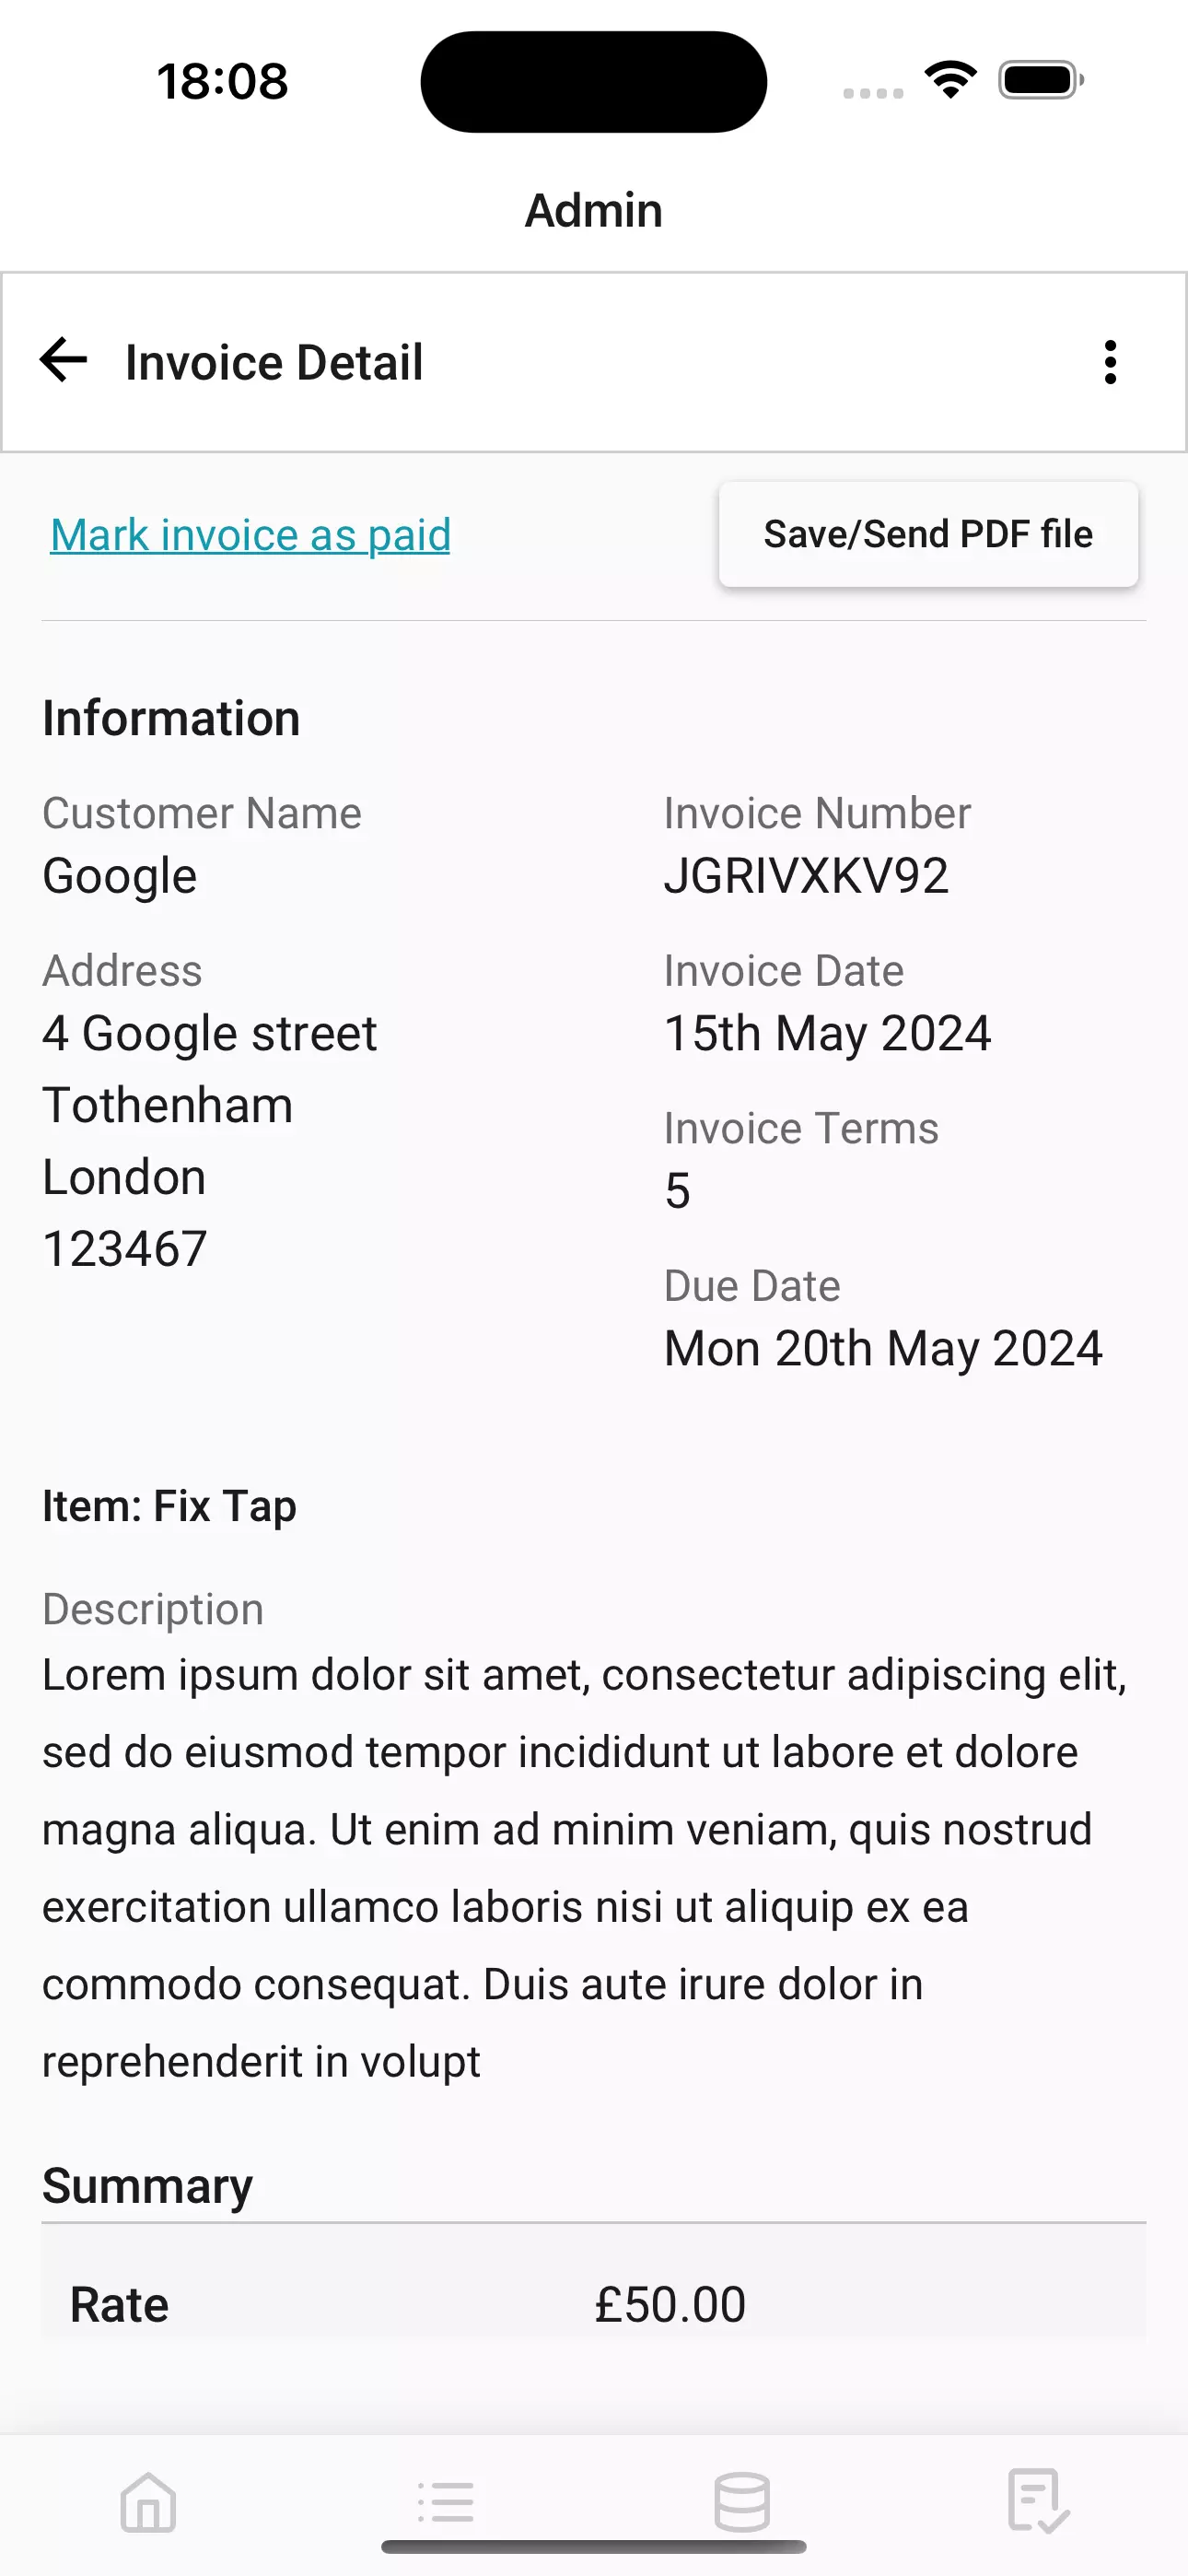 18:08
Admin
Invoice Detail
Mark invoice as paid
Save/Send PDF file
Information
Customer Name
Google
Address
4 Google street
Tothenham
London
123467
Invoice Number
JGRIVXKV92
Invoice Date
15th May 2024
Invoice Terms
5
Due Date
Mon 20th May 2024
Item: Fix Tap
Description
Lorem ipsum dolor sit amet, consectetur adipiscing elit,
sed do eiusmod tempor incididunt ut labore et dolore
magna aliqua. Ut enim ad minim veniam, quis nostrud
exercitation ullamco laboris nisi ut aliquip ex ea
commodo consequat. Duis aute irure dolor in
reprehenderit in volupt
Summary
Rate £50.00